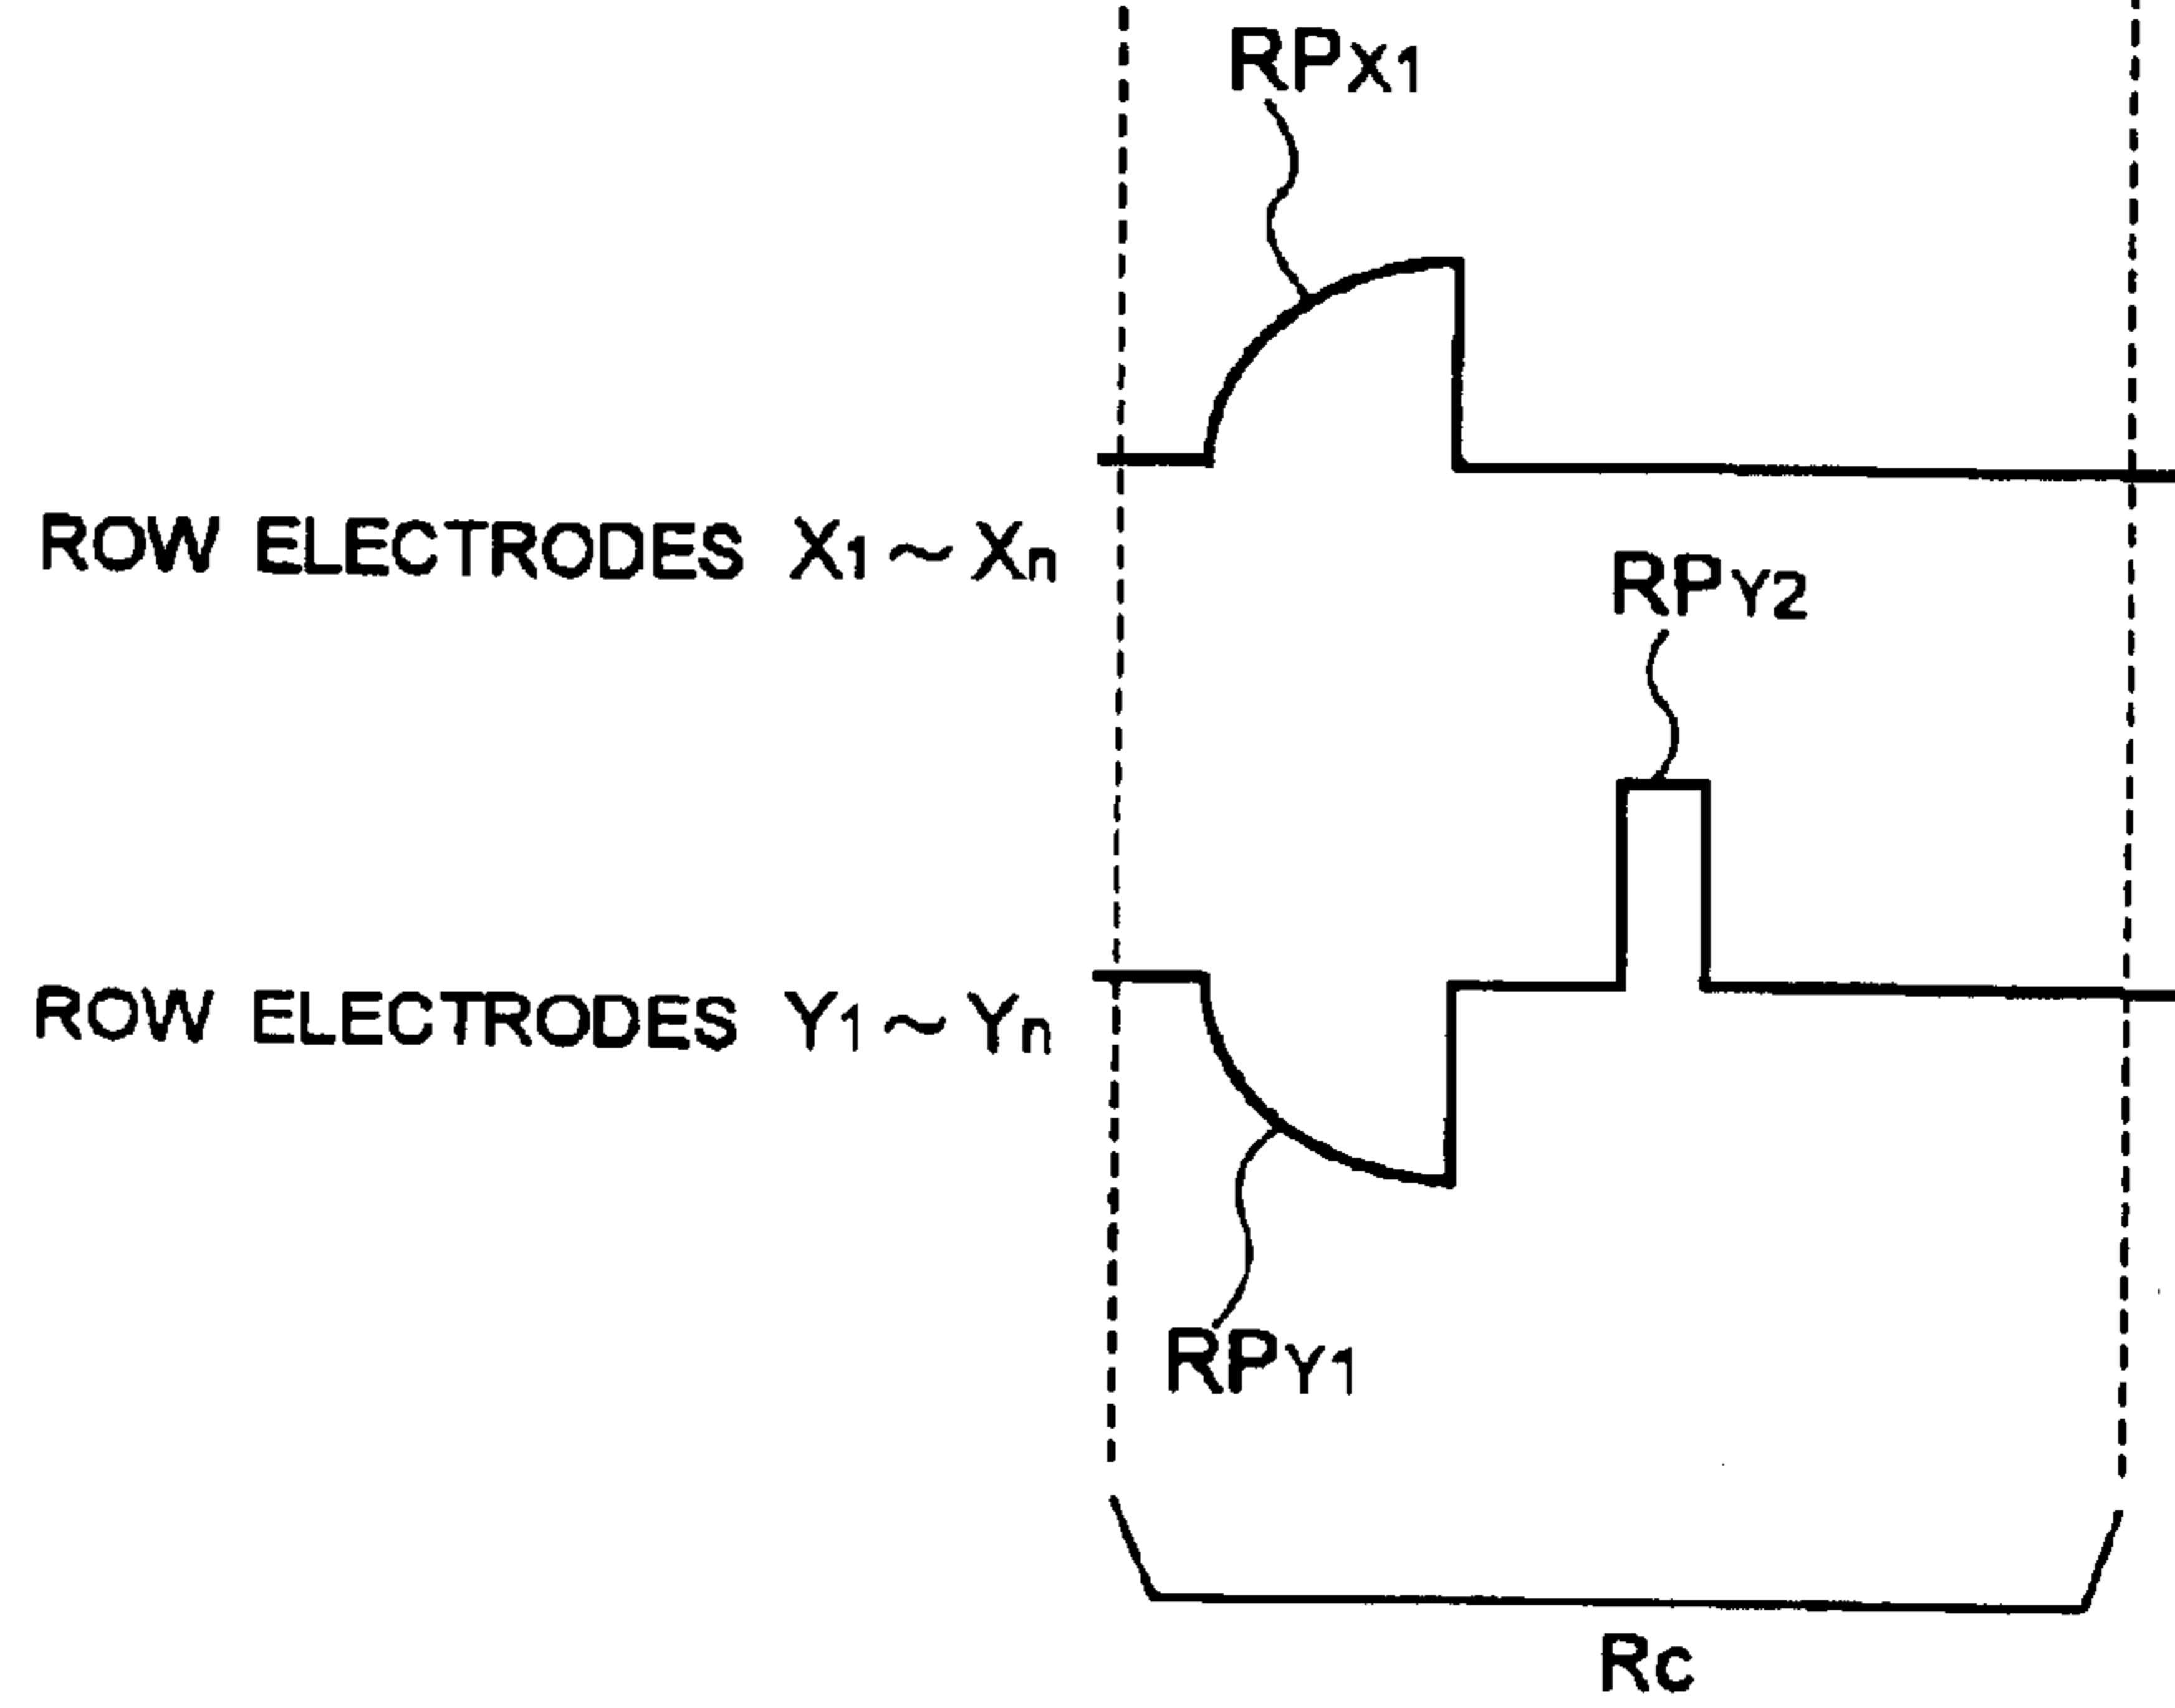 RPX1
ROW ELECTRODES X1～Xn
RPY2
ROW ELECTRODES Y1～Yn
RPY1
Rc